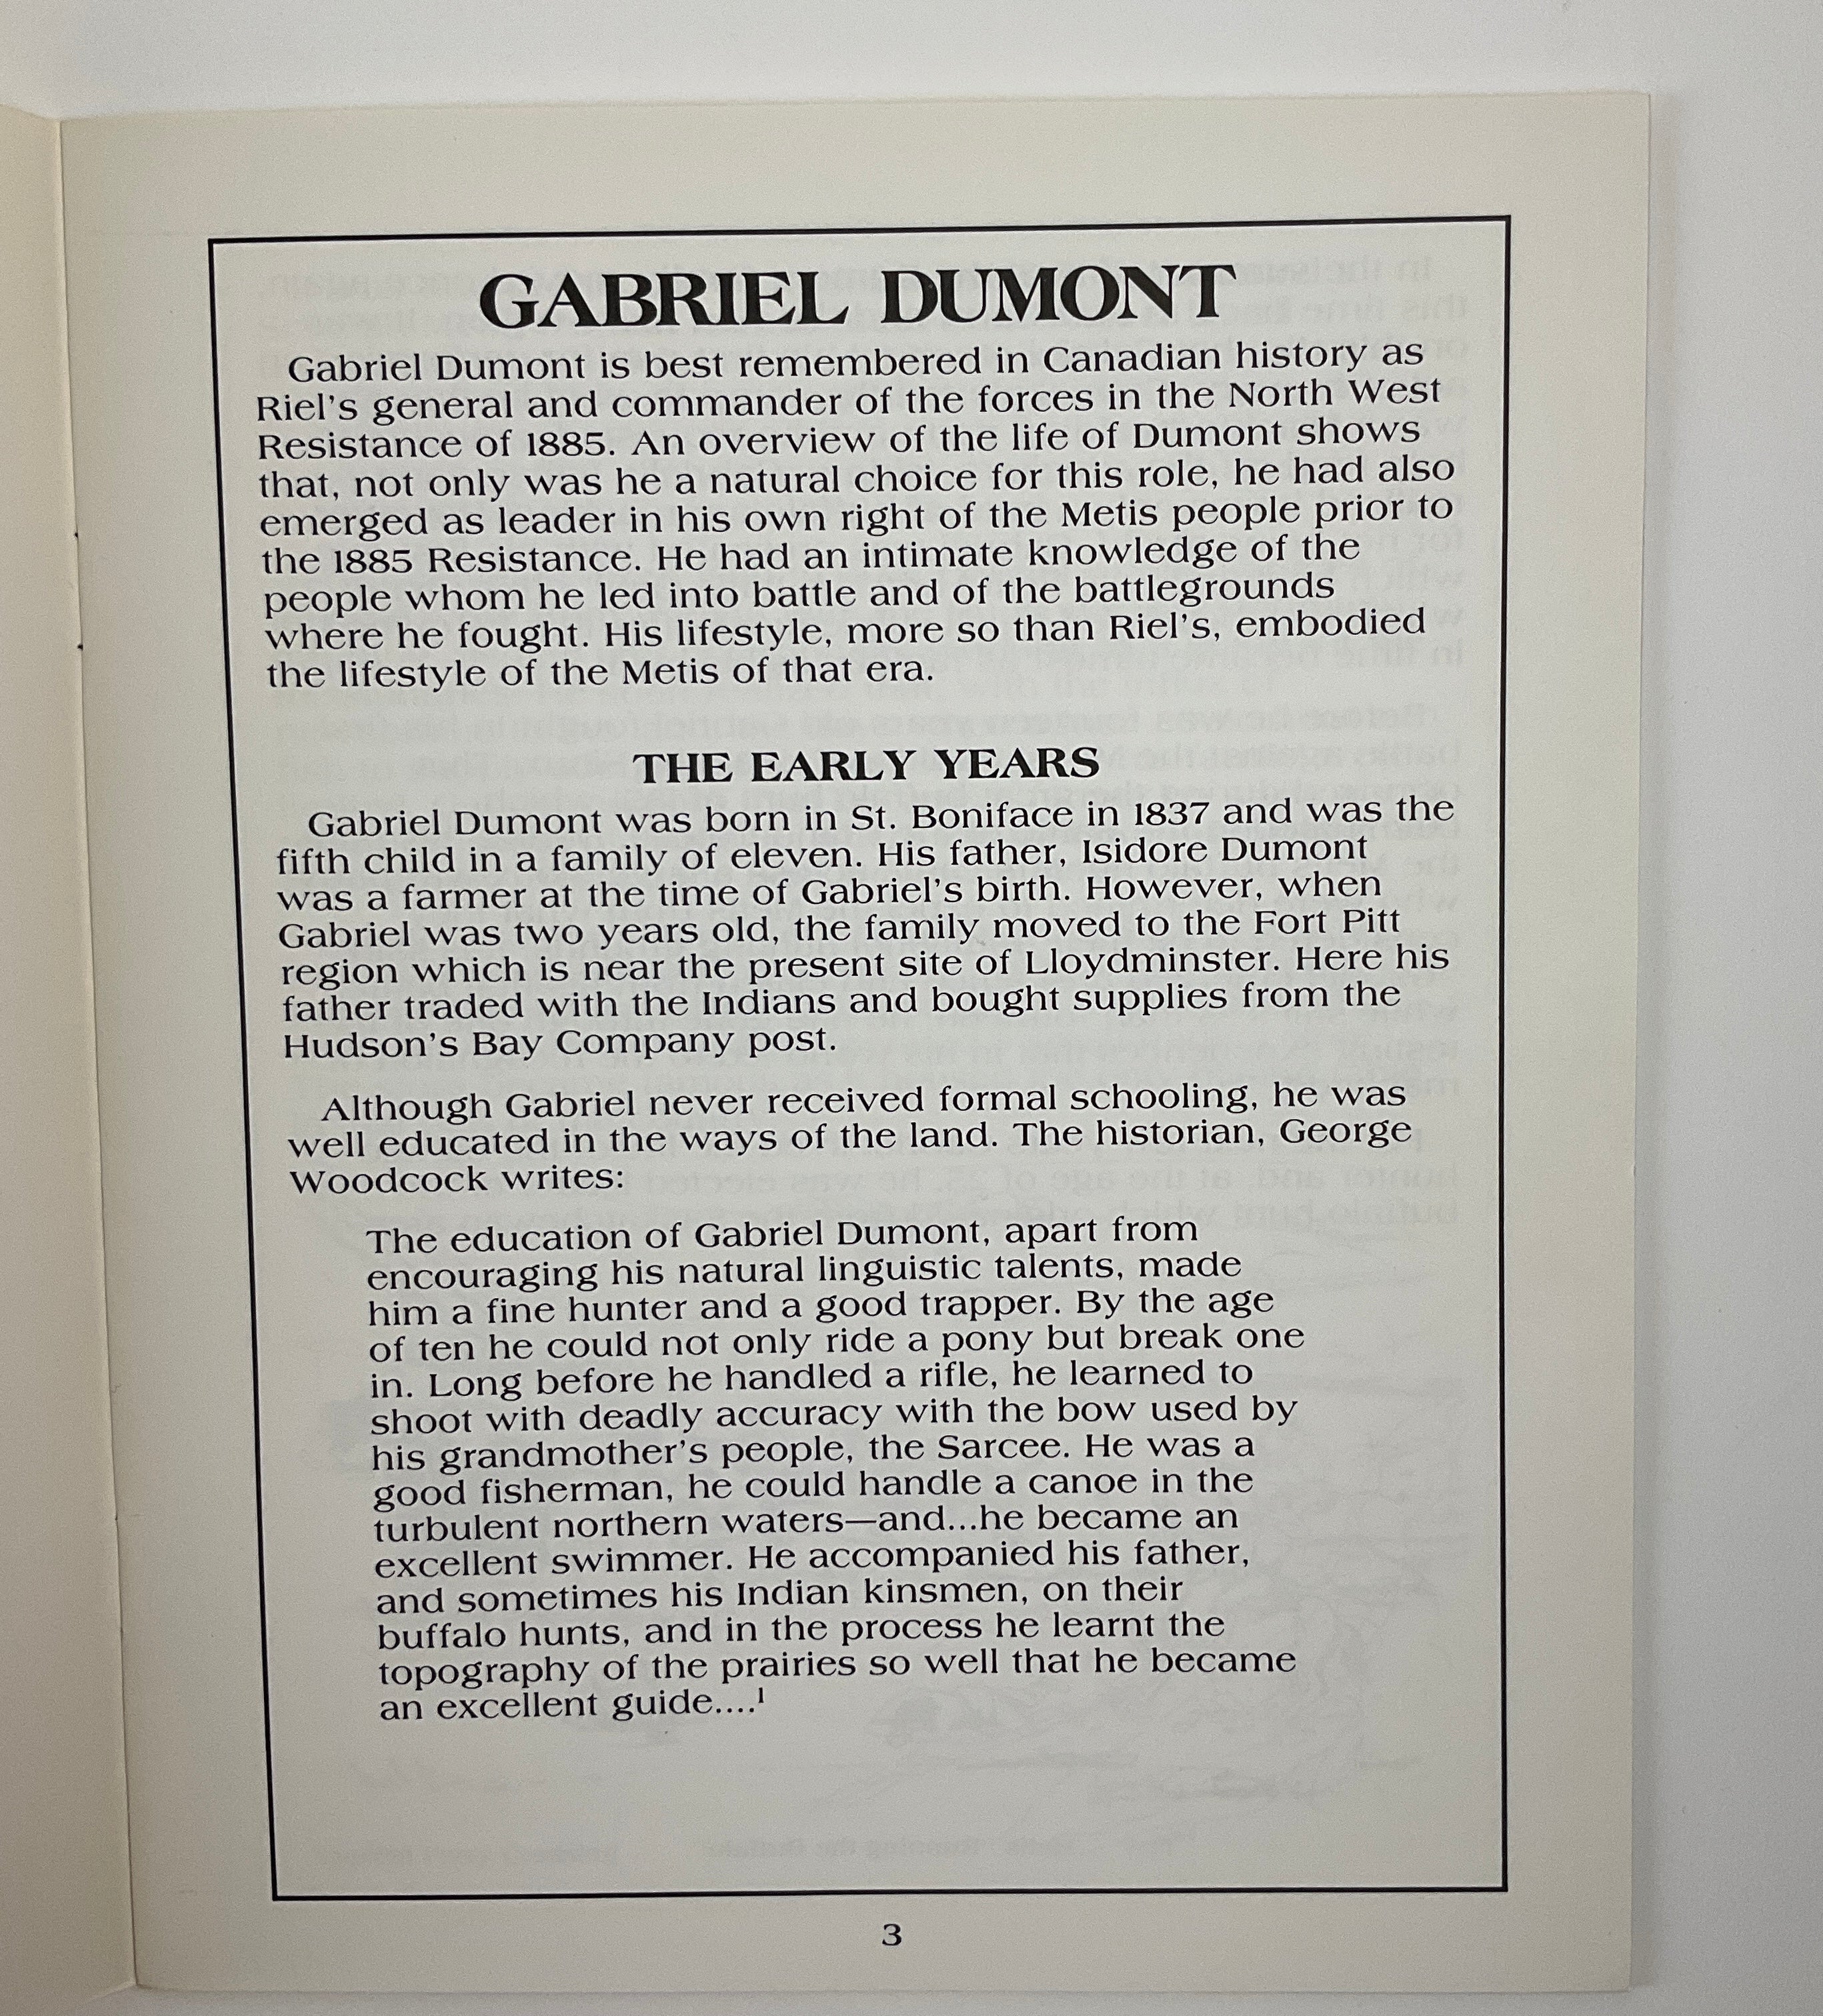 GABRIEL DUMONT
Gabriel Dumont is best remembered in Canadian history as
Riel's general and commander of the forces in the North West
Resistance of 1885. An overview of the life of Dumont shows
that, not only was he a natural choice for this role, he had also
emerged as leader in his own right of the Metis people prior to
the 1885 Resistance. He had an intimate knowledge of the
people whom he led into battle and of the battlegrounds
where he fought. His lifestyle, more so than Riel's, embodied
the lifestyle of the Metis of that era.
THE EARLY YEARS
Gabriel Dumont was born in St. Boniface in 1837 and was the
fifth child in a family of eleven. His father, Isidore Dumont
was a farmer at the time of Gabriel's birth. However, when
Gabriel was two years old, the family moved to the Fort Pitt
region which is near the present site of Lloydminster. Here his
father traded with the Indians and bought supplies from the
Hudson's Bay Company post.
Although Gabriel never received formal schooling, he was
well educated in the ways of the land. The historian, George
Woodcock writes:
The education of Gabriel Dumont, apart from
encouraging his natural linguistic talents, made
him a fine hunter and a good trapper. By the age
of ten he could not only ride a pony but break one
in. Long before he handled a rifle, he learned to
shoot with deadly accuracy with the bow used by
his grandmother's people, the Sarcee. He was a
good fisherman, he could handle a canoe in the
turbulent northern waters—and...he became an
excellent swimmer. He accompanied his father,
and sometimes his Indian kinsmen, on their
buffalo hunts, and in the process he learnt the
topography of the prairies so well that he became
an excellent guide....¹
3